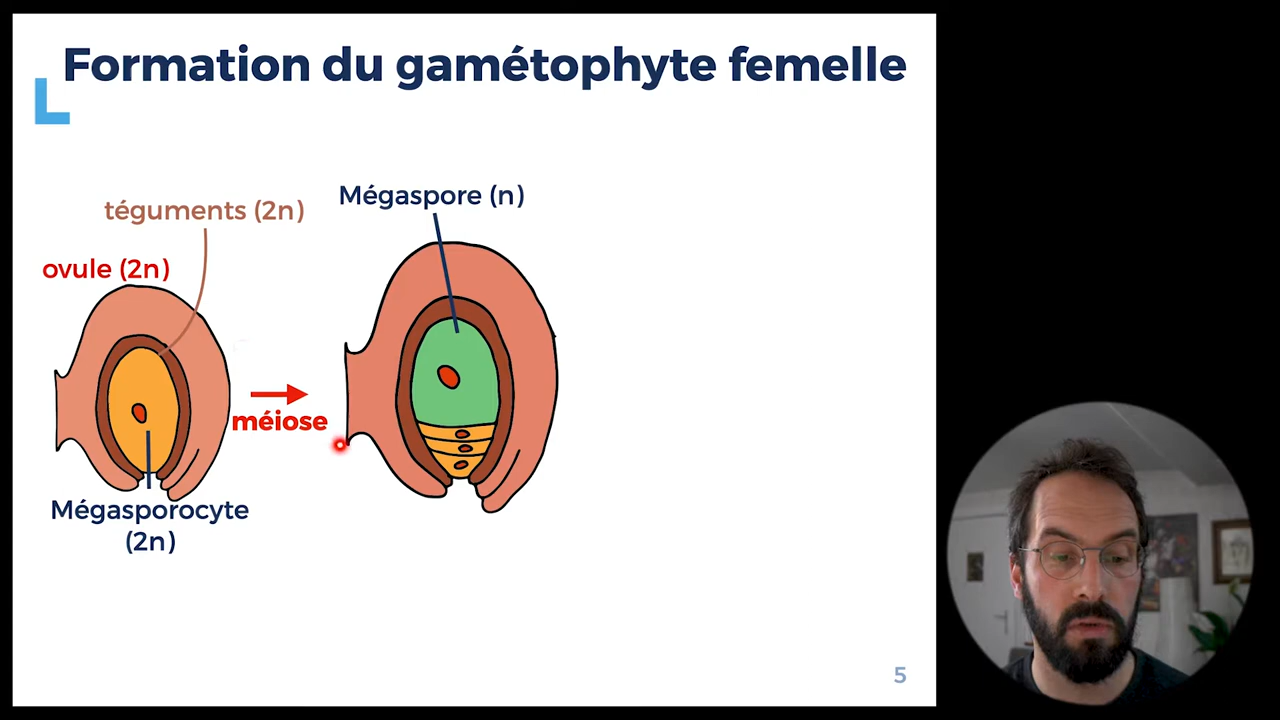 Formation du gamétophyte femelle
Mégaspore (n)
téguments (2n)
ovule (2n)
méiose
Mégasporocyte
(2n)
5